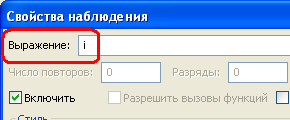 Свойства наблюдения
Выражение: i
Число повторов: 0 Разряды: 0
Включить Разрешить вызовы функций
Стиль